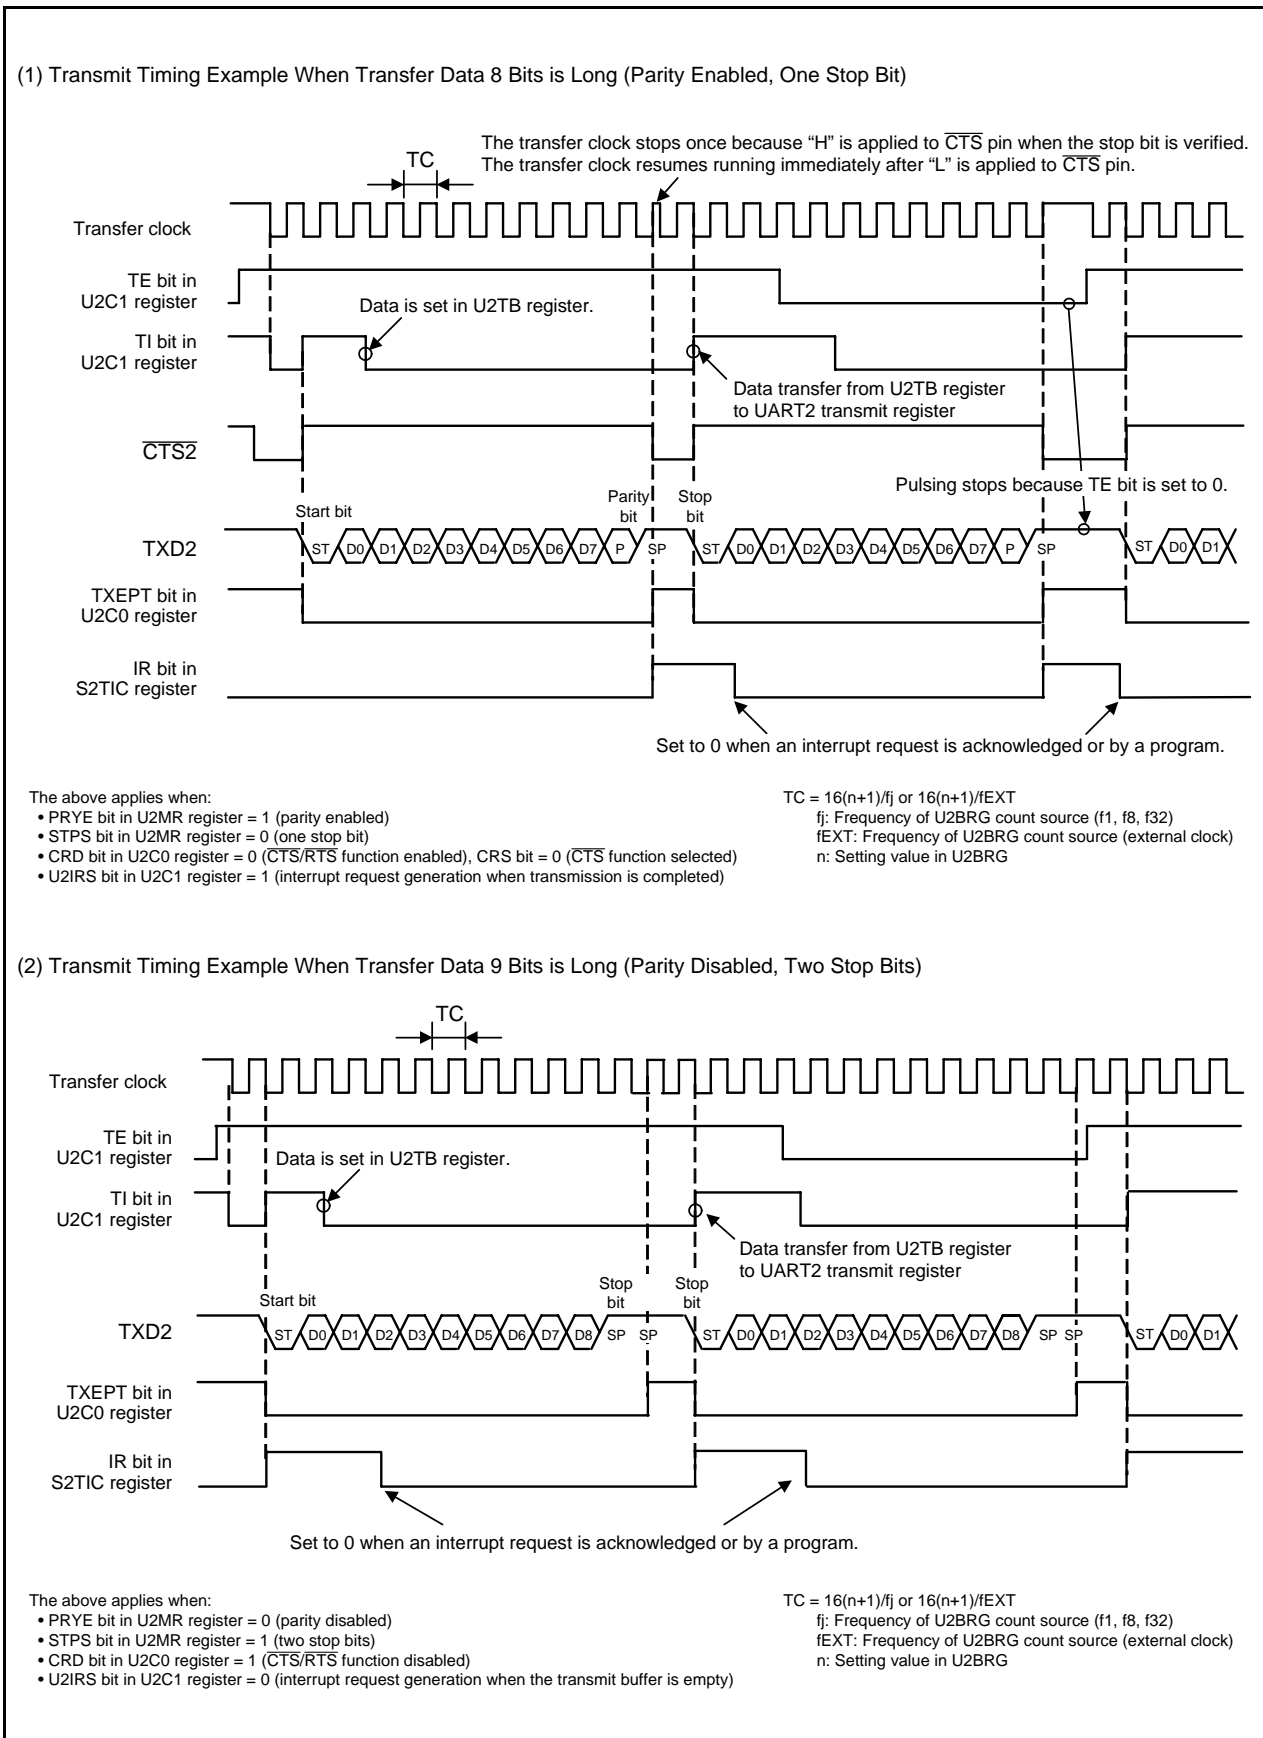 (1) Transmit Timing Example When Transfer Data 8 Bits is Long (Parity Enabled, One Stop Bit)
The transfer clock stops once because “H” is applied to CTS pin when the stop bit is verified.
The transfer clock resumes running immediately after “L” is applied to CTS pin.
TC
Transfer clock
TE bit in
U2C1 register
Data is set in U2TB register.
TI bit in
U2C1 register
Data transfer from U2TB register
to UART2 transmit register
CTS2
Pulsing stops because TE bit is set to 0.
Start bit
Parity
bit
Stop
bit
TXD2
ST D0 D1 D2 D3 D4 D5 D6 D7 P SP ST D0 D1 D2 D3 D4 D5 D6 D7 P SP ST D0 D1
TXEPT bit in
U2C0 register
IR bit in
S2TIC register
Set to 0 when an interrupt request is acknowledged or by a program.
The above applies when:
• PRYE bit in U2MR register = 1 (parity enabled)
• STPS bit in U2MR register = 0 (one stop bit)
• CRD bit in U2C0 register = 0 (CTS/RTS function enabled), CRS bit = 0 (CTS function selected)
• U2IRS bit in U2C1 register = 1 (interrupt request generation when transmission is completed)
TC = 16(n+1)/fj or 16(n+1)/fEXT
fj: Frequency of U2BRG count source (f1, f8, f32)
fEXT: Frequency of U2BRG count source (external clock)
n: Setting value in U2BRG
(2) Transmit Timing Example When Transfer Data 9 Bits is Long (Parity Disabled, Two Stop Bits)
TC
Transfer clock
TE bit in
U2C1 register
Data is set in U2TB register.
TI bit in
U2C1 register
Data transfer from U2TB register
to UART2 transmit register
Start bit
Stop
bit
Stop
bit
TXD2
ST D0 D1 D2 D3 D4 D5 D6 D7 D8 SP SP ST D0 D1 D2 D3 D4 D5 D6 D7 D8 SP SP ST D0 D1
TXEPT bit in
U2C0 register
IR bit in
S2TIC register
Set to 0 when an interrupt request is acknowledged or by a program.
The above applies when:
• PRYE bit in U2MR register = 0 (parity disabled)
• STPS bit in U2MR register = 1 (two stop bits)
• CRD bit in U2C0 register = 1 (CTS/RTS function disabled)
• U2IRS bit in U2C1 register = 0 (interrupt request generation when the transmit buffer is empty)
TC = 16(n+1)/fj or 16(n+1)/fEXT
fj: Frequency of U2BRG count source (f1, f8, f32)
fEXT: Frequency of U2BRG count source (external clock)
n: Setting value in U2BRG